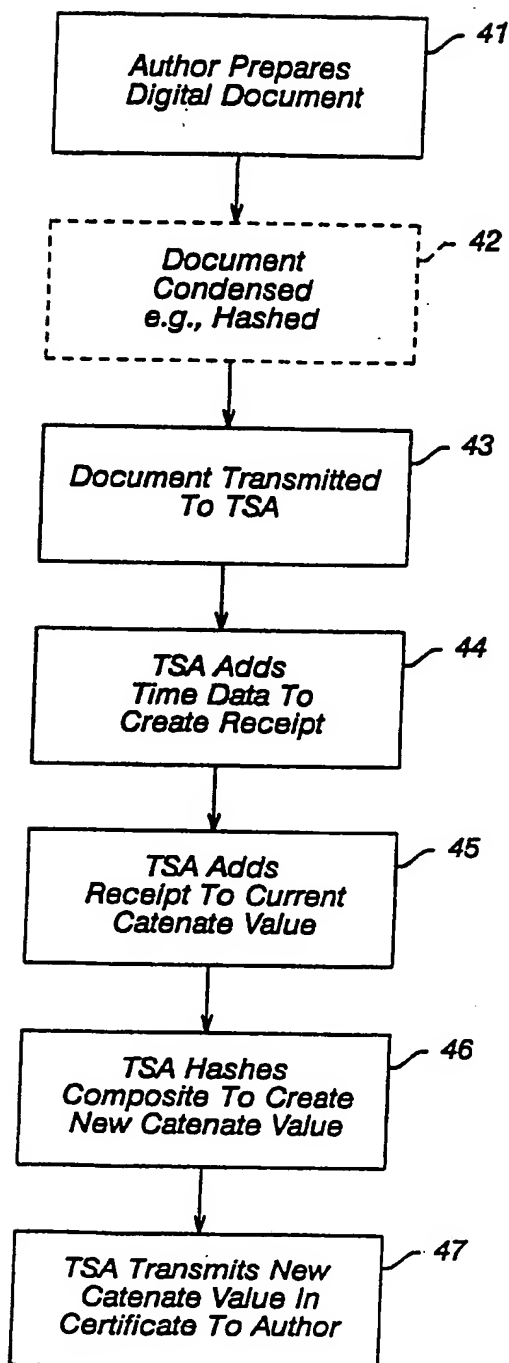 41
Author Prepares
Digital Document
42
Document
Condensed
e.g., Hashed
43
Document Transmitted
To TSA
44
TSA Adds
Time Data To
Create Receipt
45
TSA Adds
Receipt To Current
Catenate Value
46
TSA Hashes
Composite To Create
New Catenate Value
47
TSA Transmits New
Catenate Value In
Certificate To Author